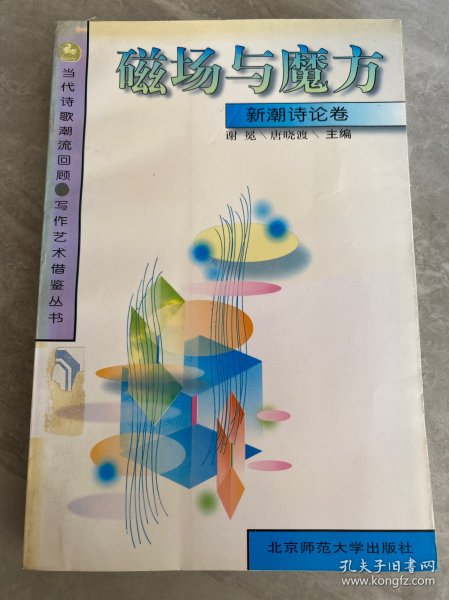 磁场与魔方
新潮诗论卷
谢冕\唐晓渡\主编
当代诗歌潮流回顾●写作艺术借鉴丛书
北京师范大学出版社
孔夫子旧书网
www.kongfz.com